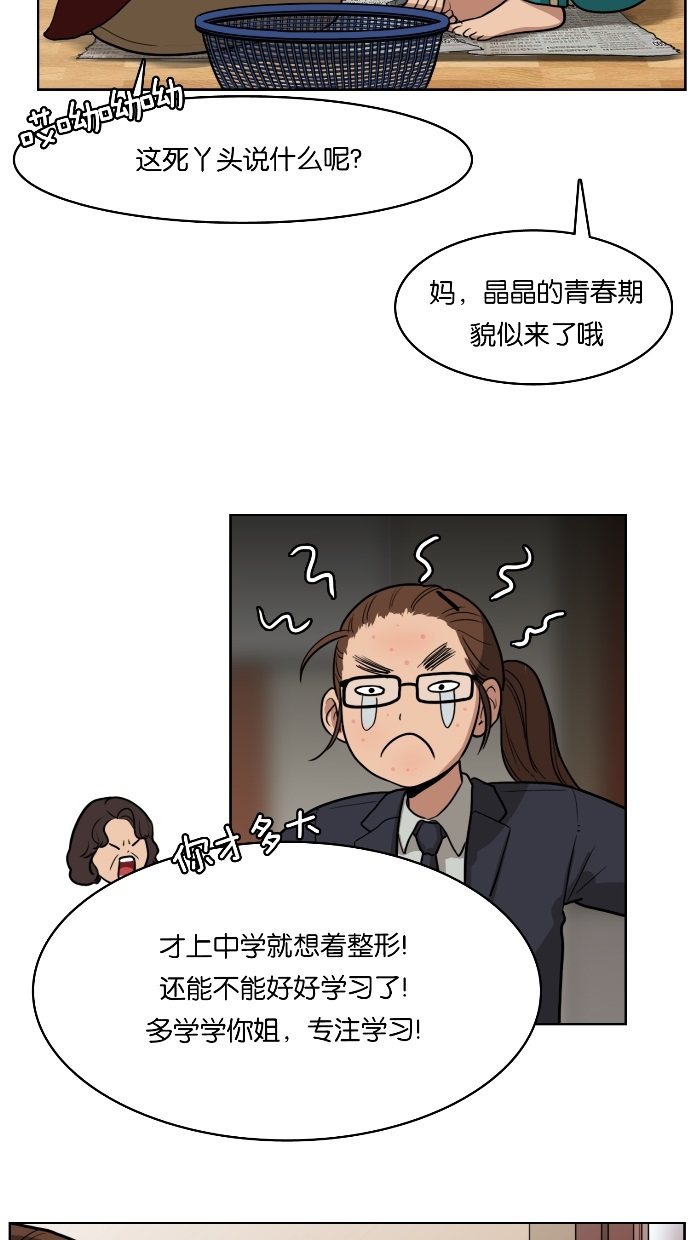 哎呦呦呦
这死丫头说什么呢?
妈，晶晶的青春期
貌似来了哦
你才多大
才上中学就想着整形!
还能不能好好学习了!
多学学你姐，专注学习!